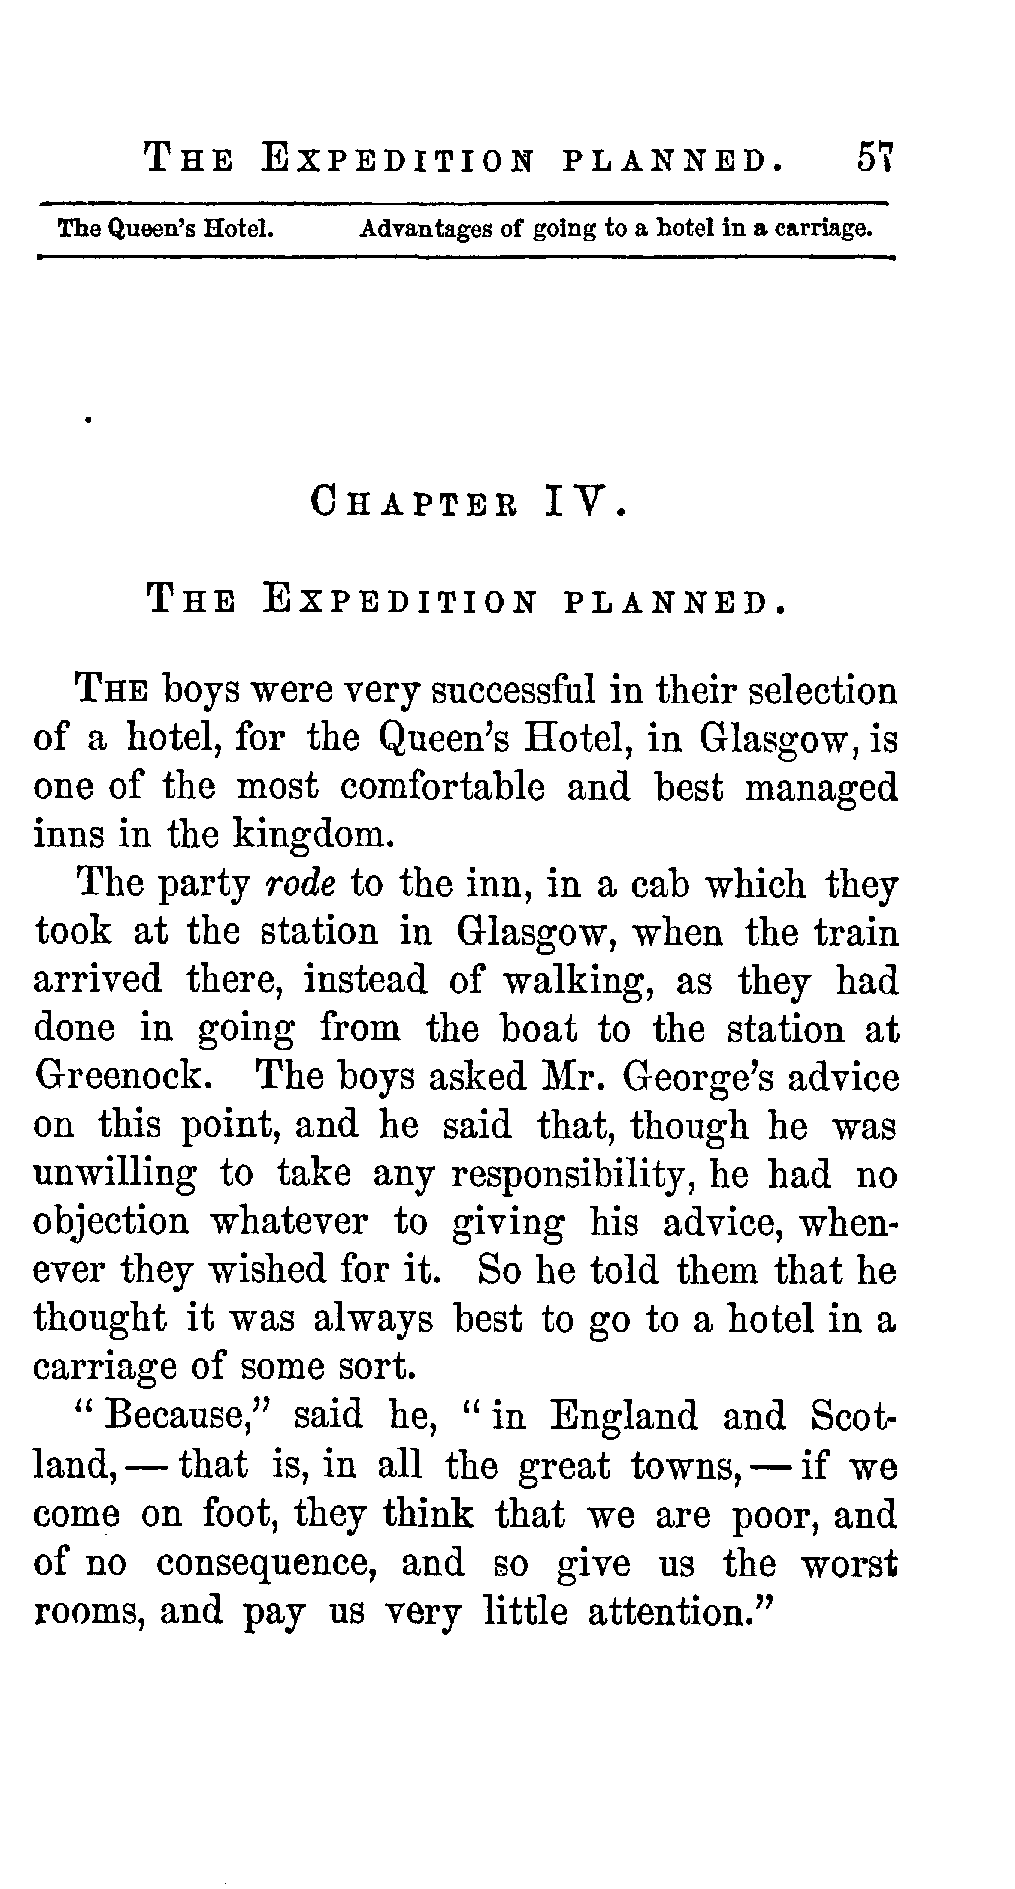 The Expedition planned. 57
The Queen's Hotel. Advantages of going to a hotel in a carriage.
Chapter IV.
The Expedition planned.
The boys were very successful in their selection
of a hotel, for the Queen's Hotel, in Glasgow, is
one of the most comfortable and best managed
inns in the kingdom.
The party rode to the inn, in a cab which they
took at the station in Glasgow, when the train
arrived there, instead of walking, as they had
done in going from the boat to the station at
Greenock. The boys asked Mr. George's advice
on this point, and he said that, though he was
unwilling to take any responsibility, he had no
objection whatever to giving his advice, when-
ever they wished for it. So he told them that he
thought it was always best to go to a hotel in a
carriage of some sort.
"Because," said he, "in England and Scot-
land,—that is, in all the great towns,—if we
come on foot, they think that we are poor, and
of no consequence, and so give us the worst
rooms, and pay us very little attention."